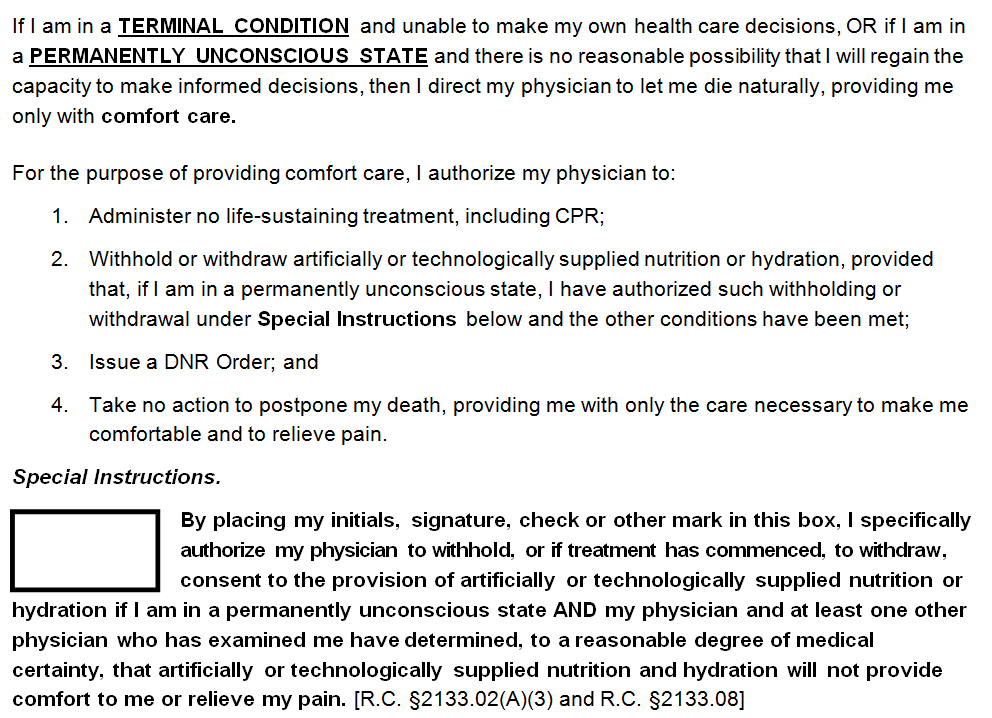 If I am in a TERMINAL CONDITION and unable to make my own health care decisions, OR if I am in
a PERMANENTLY UNCONSCIOUS STATE and there is no reasonable possibility that I will regain the
capacity to make informed decisions, then I direct my physician to let me die naturally, providing me
only with comfort care.
For the purpose of providing comfort care, I authorize my physician to:
1. Administer no life-sustaining treatment, including CPR;
2. Withhold or withdraw artificially or technologically supplied nutrition or hydration, provided
that, if I am in a permanently unconscious state, I have authorized such withholding or
withdrawal under Special Instructions below and the other conditions have been met;
3. Issue a DNR Order; and
4. Take no action to postpone my death, providing me with only the care necessary to make me
comfortable and to relieve pain.
Special Instructions.
By placing my initials, signature, check or other mark in this box, I specifically
authorize my physician to withhold, or if treatment has commenced, to withdraw,
consent to the provision of artificially or technologically supplied nutrition or
hydration if I am in a permanently unconscious state AND my physician and at least one other
physician who has examined me have determined, to a reasonable degree of medical
certainty, that artificially or technologically supplied nutrition and hydration will not provide
comfort to me or relieve my pain. [R.C. §2133.02(A)(3) and R.C. §2133.08]